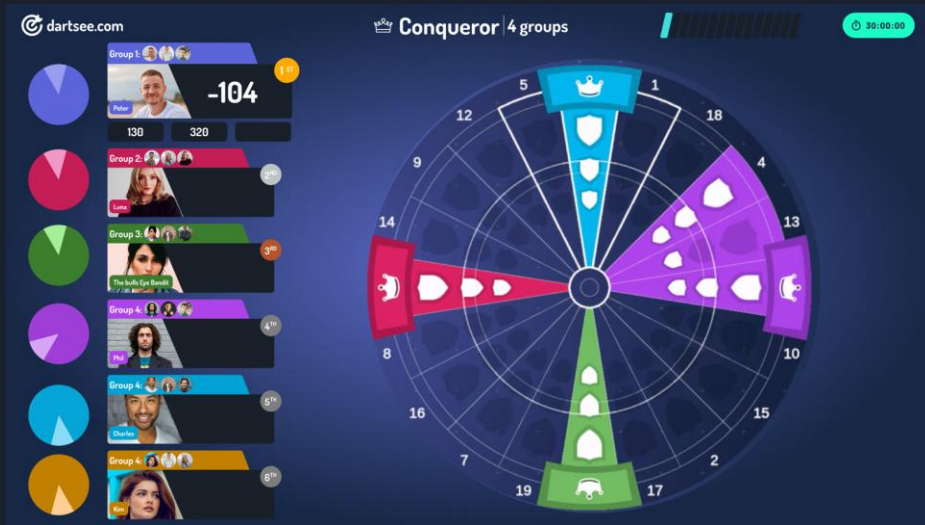 dartsee.com
Conqueror | 4 groups
30:00:00
Group 1:
1 ST
-104
Peter
130 320
Group 2:
2ND
Luna
Group 3:
3RD
The bulls Eye Bandit
Group 4:
4TH
Phil
Group 4:
5TH
Charles
Group 4:
6TH
Kim
5 1
12 18
9 4
14 13
8 10
16 15
7 2
19 17